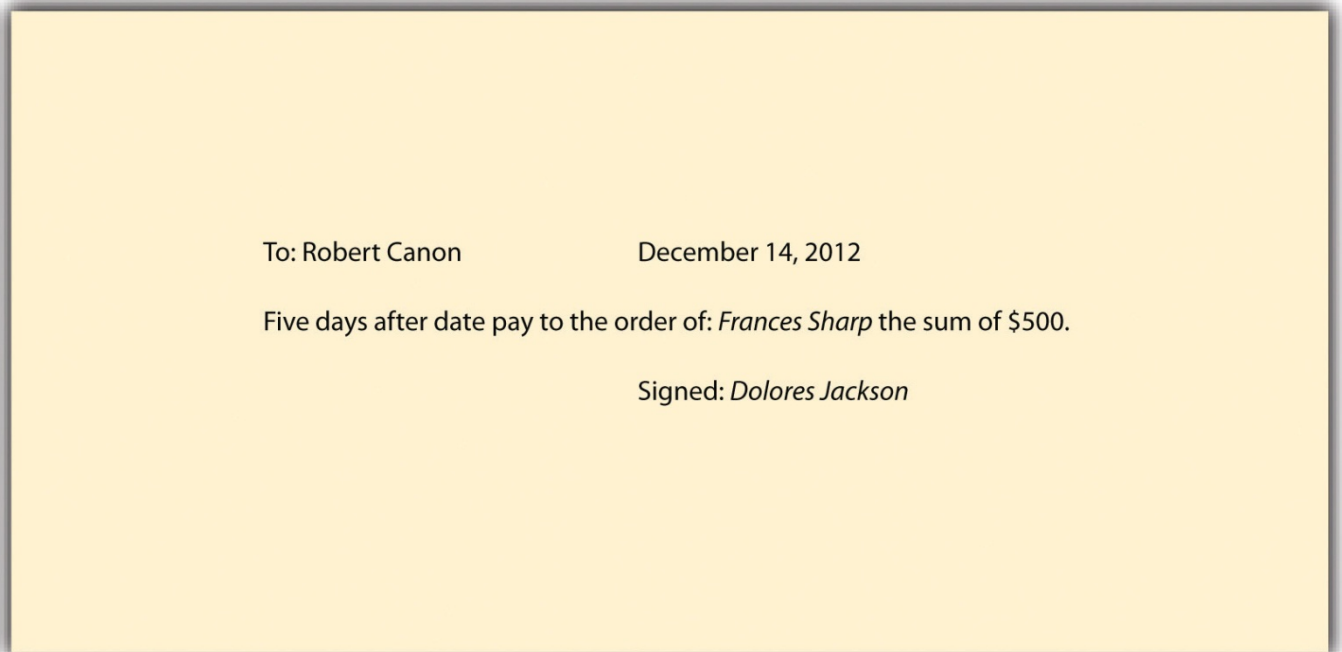 To: Robert Canon December 14, 2012
Five days after date pay to the order of: Frances Sharp the sum of $500.
Signed: Dolores Jackson